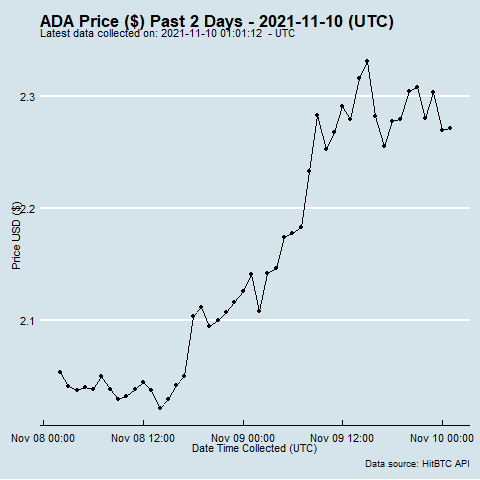 ADA Price ($) Past 2 Days - 2021-11-10 (UTC)
Latest data collected on: 2021-11-10 01:01:12 - UTC
Price USD ($)
2.3
2.2
2.1
Nov 08 00:00
Nov 08 12:00
Nov 09 00:00
Nov 09 12:00
Nov 10 00:00
Date Time Collected (UTC)
Data source: HitBTC API